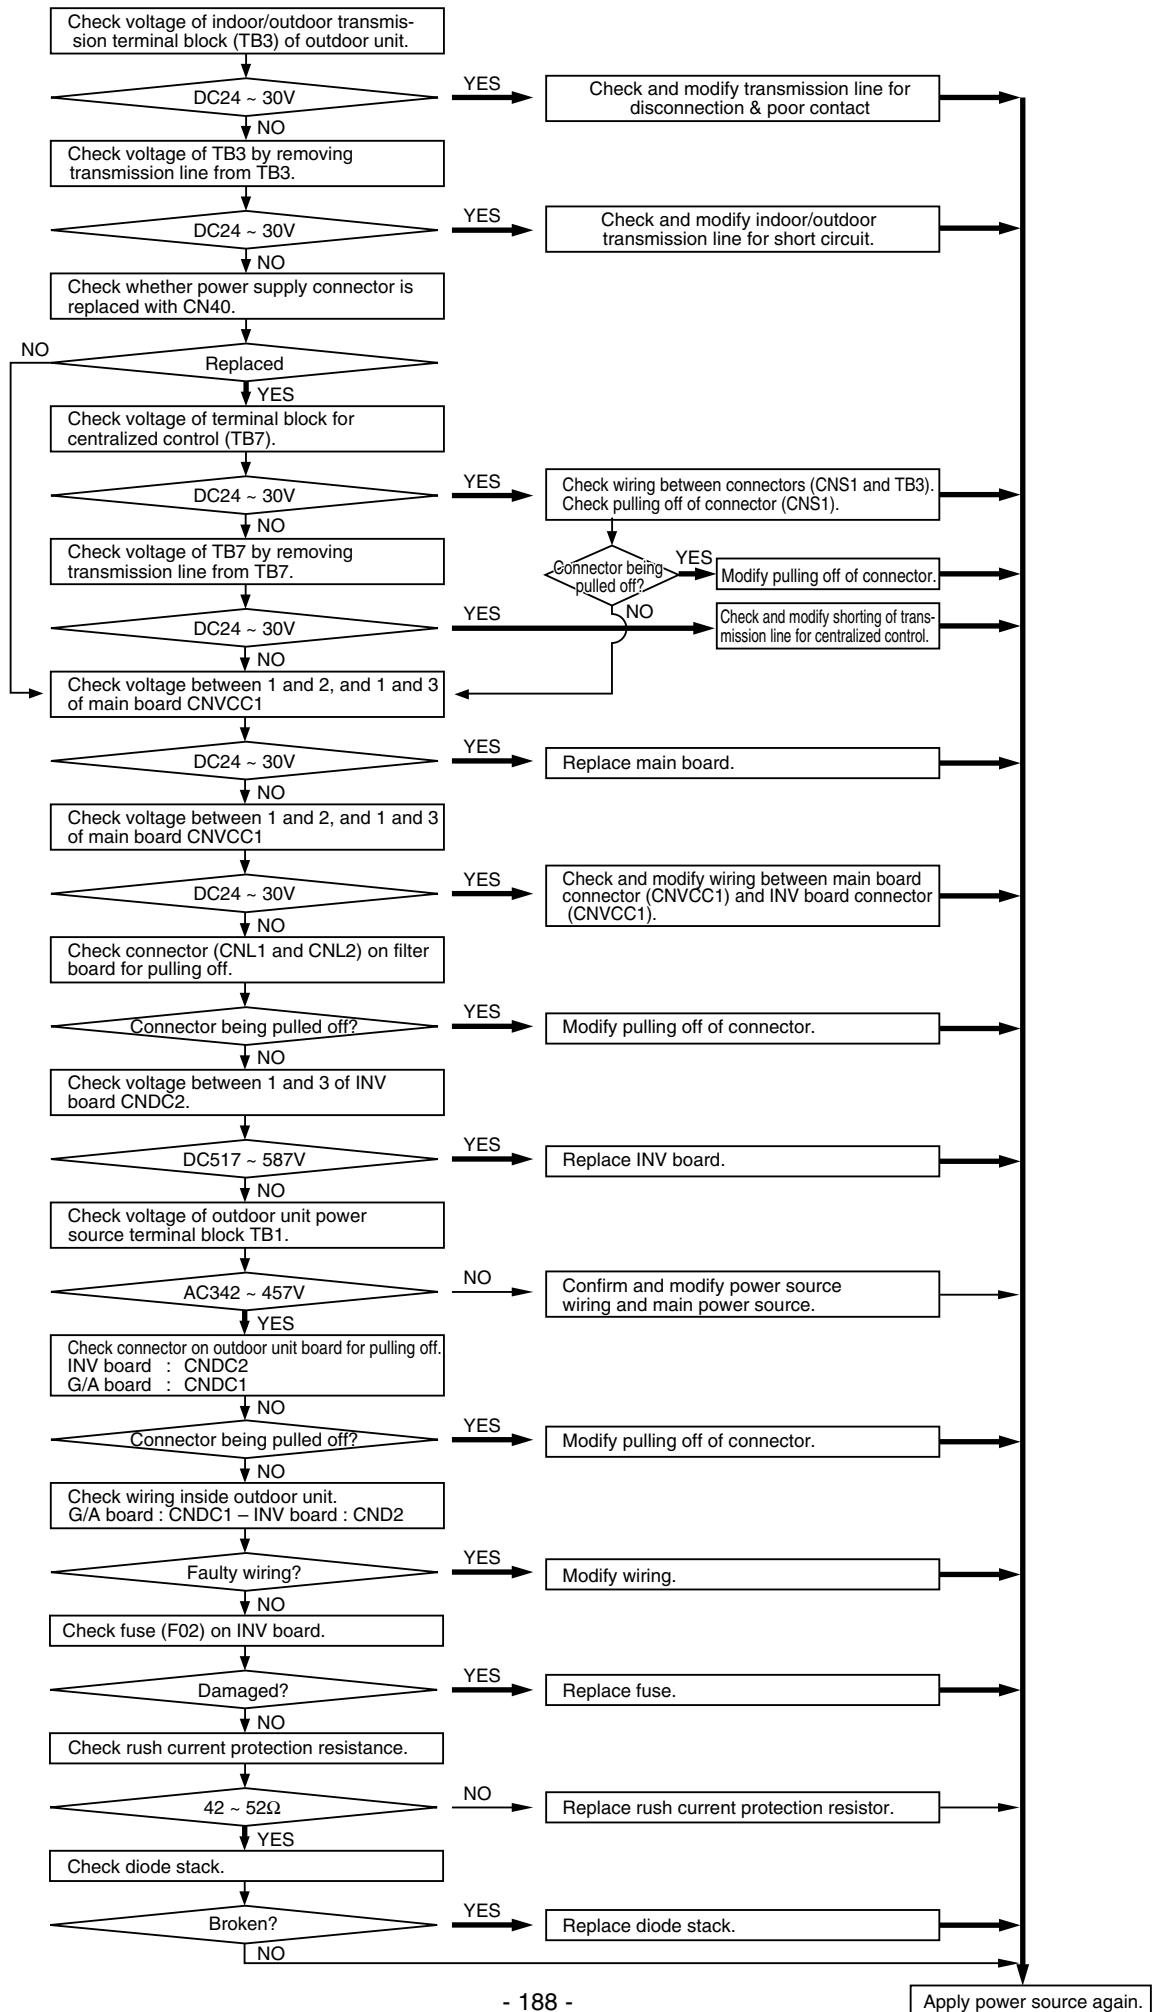 Check voltage of indoor/outdoor transmis-
sion terminal block (TB3) of outdoor unit.
DC24 ~ 30V
YES
Check and modify transmission line for
disconnection & poor contact
NO
Check voltage of TB3 by removing
transmission line from TB3.
DC24 ~ 30V
YES
Check and modify indoor/outdoor
transmission line for short circuit.
NO
Check whether power supply connector is
replaced with CN40.
NO
Replaced
YES
Check voltage of terminal block for
centralized control (TB7).
DC24 ~ 30V
YES
Check wiring between connectors (CNS1 and TB3).
Check pulling off of connector (CNS1).
NO
Check voltage of TB7 by removing
transmission line from TB7.
Connector being
pulled off?
YES
Modify pulling off of connector.
NO
DC24 ~ 30V
YES
Check and modify shorting of trans-
mission line for centralized control.
NO
Check voltage between 1 and 2, and 1 and 3
of main board CNVCC1
DC24 ~ 30V
YES
Replace main board.
NO
Check voltage between 1 and 2, and 1 and 3
of main board CNVCC1
DC24 ~ 30V
YES
Check and modify wiring between main board
connector (CNVCC1) and INV board connector
(CNVCC1).
NO
Check connector (CNL1 and CNL2) on filter
board for pulling off.
Connector being pulled off?
YES
Modify pulling off of connector.
NO
Check voltage between 1 and 3 of INV
board CNDC2.
DC517 ~ 587V
YES
Replace INV board.
NO
Check voltage of outdoor unit power
source terminal block TB1.
AC342 ~ 457V
NO
Confirm and modify power source
wiring and main power source.
YES
Check connector on outdoor unit board for pulling off.
INV board : CNDC2
G/A board : CNDC1
NO
Connector being pulled off?
YES
Modify pulling off of connector.
NO
Check wiring inside outdoor unit.
G/A board : CNDC1 – INV board : CND2
Faulty wiring?
YES
Modify wiring.
NO
Check fuse (F02) on INV board.
Damaged?
YES
Replace fuse.
NO
Check rush current protection resistance.
42 ~ 52Ω
NO
Replace rush current protection resistor.
YES
Check diode stack.
Broken?
YES
Replace diode stack.
NO
- 188 -
Apply power source again.